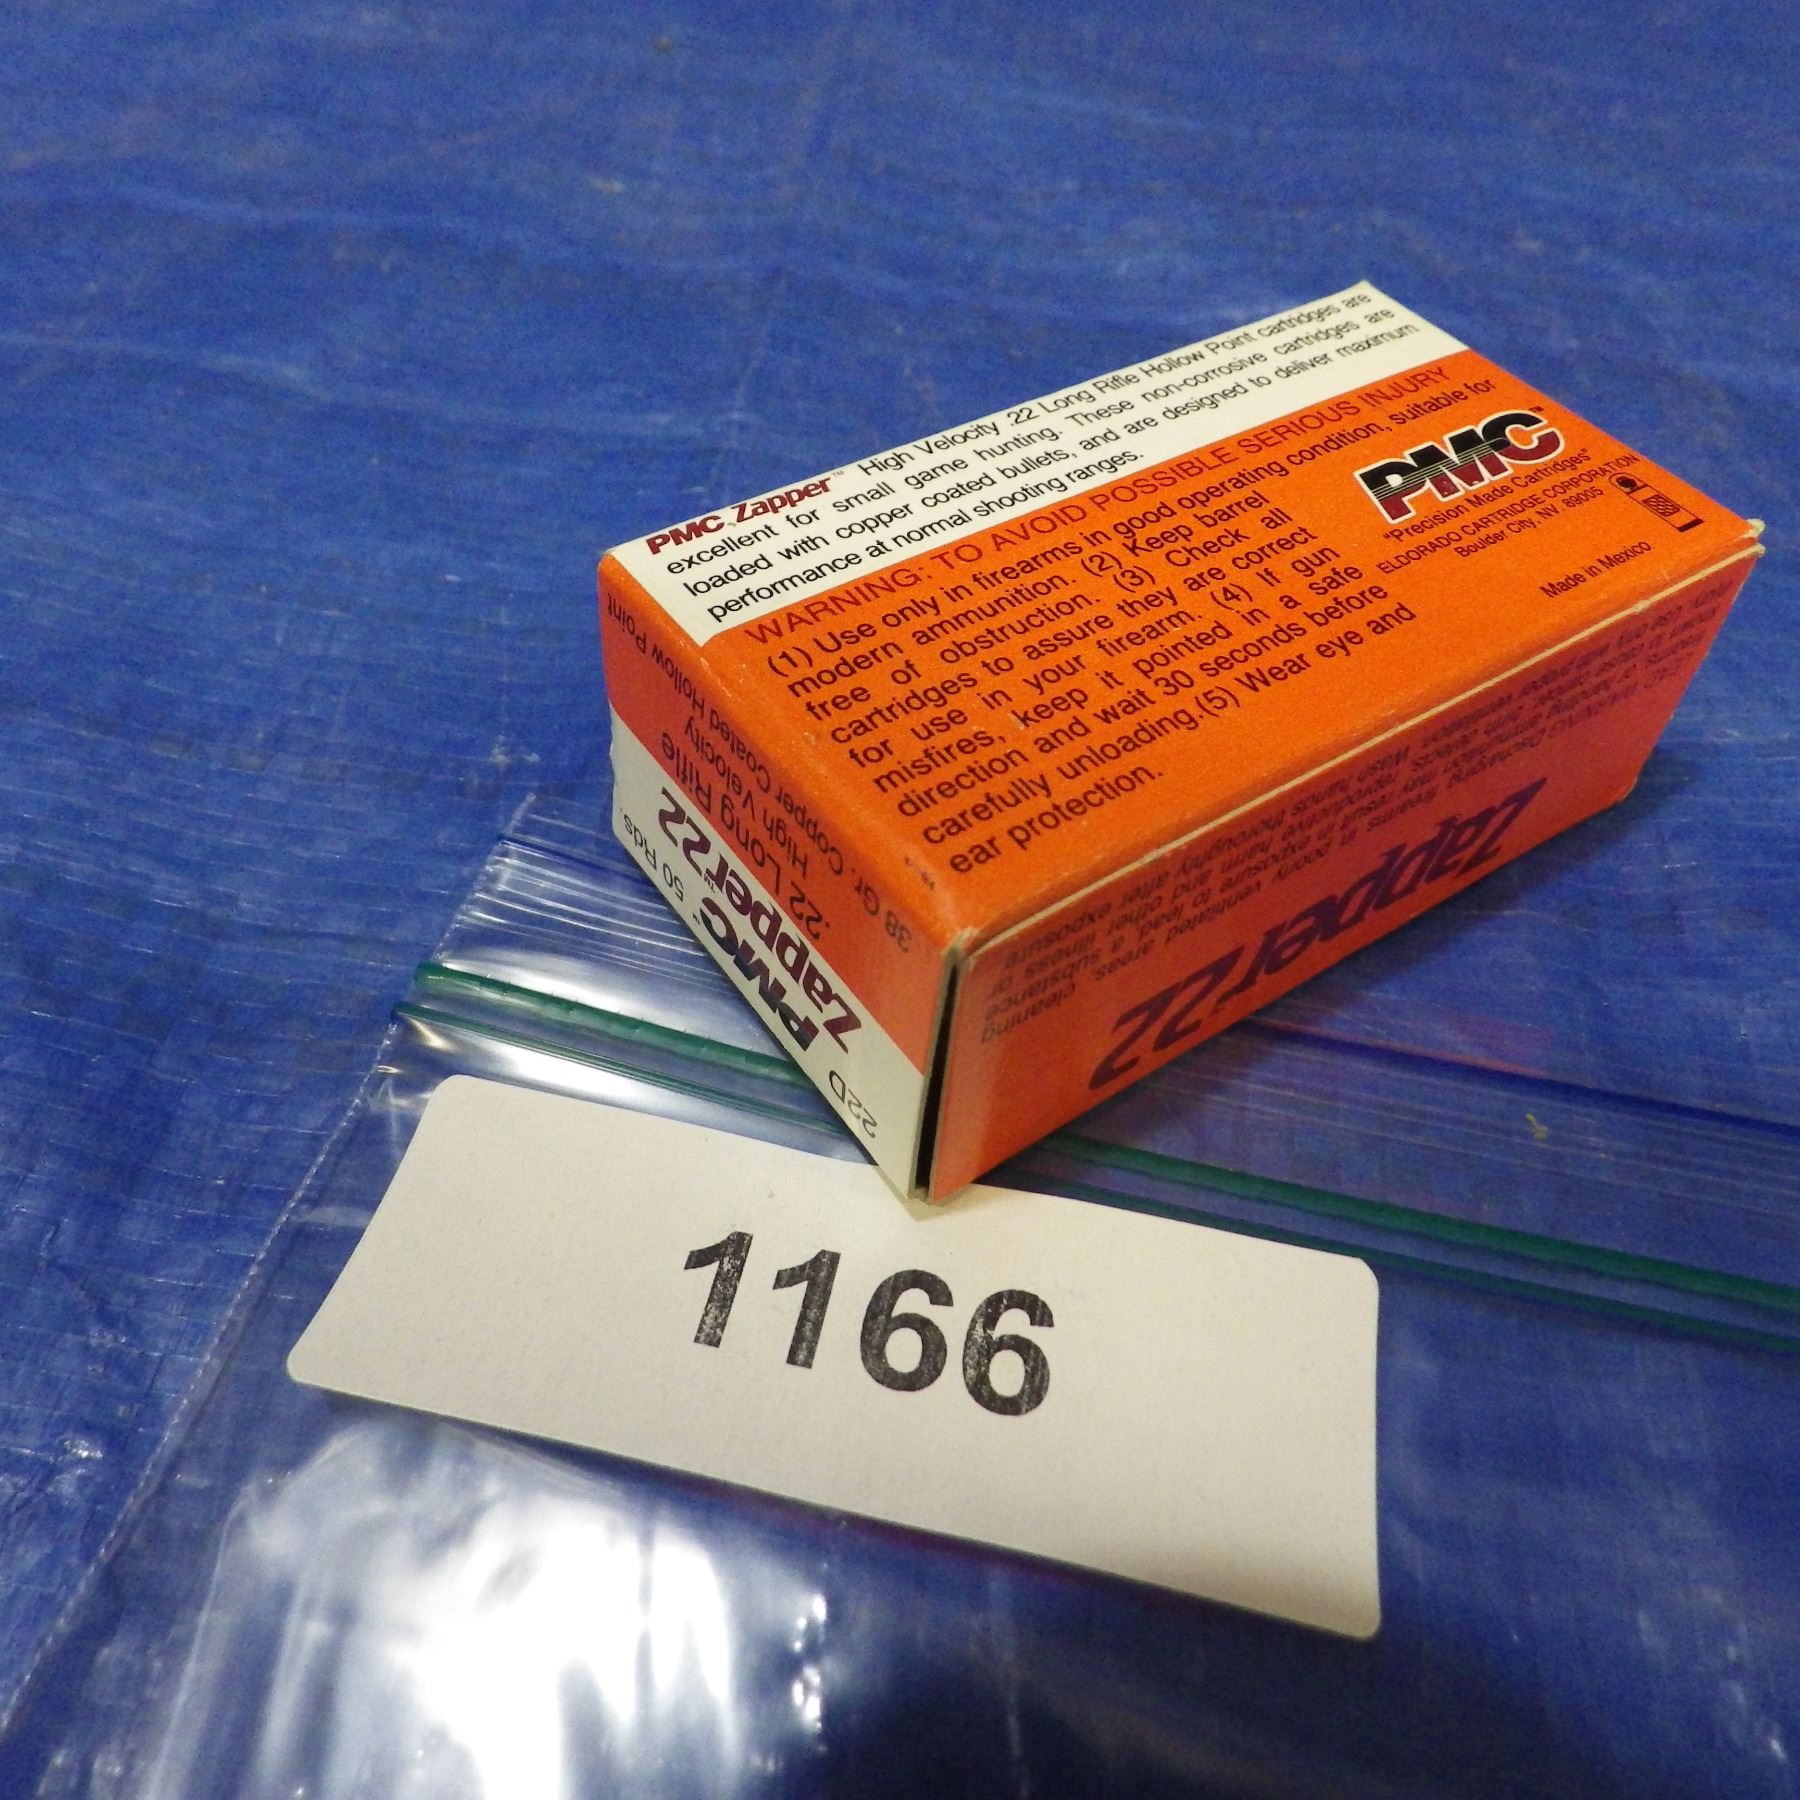 PMC Zapper™ High Velocity .22 Long Rifle Hollow Point cartridges are
excellent for small game hunting. These non-corrosive cartridges are
loaded with copper coated bullets, and are designed to deliver maximum
performance at normal shooting ranges.
WARNING: TO AVOID POSSIBLE SERIOUS INJURY
(1) Use only in firearms in good operating condition, suitable for
modern ammunition. (2) Keep barrel
free of obstruction. (3) Check all
cartridges to assure they are correct
for use in your firearm. (4) If gun
misfires, keep it pointed in a safe
direction and wait 30 seconds before
carefully unloading.(5) Wear eye and
ear protection.
PMC™
"Precision Made Cartridges"
ELDORADO CARTRIDGE CORPORATION
Boulder City, NV. 89005
Made in Mexico
22D PMC™ 50 Rds.
Zapper™22
.22 Long Rifle
High Velocity
38 Gr. Copper Coated Hollow Point
Zapper22
1166